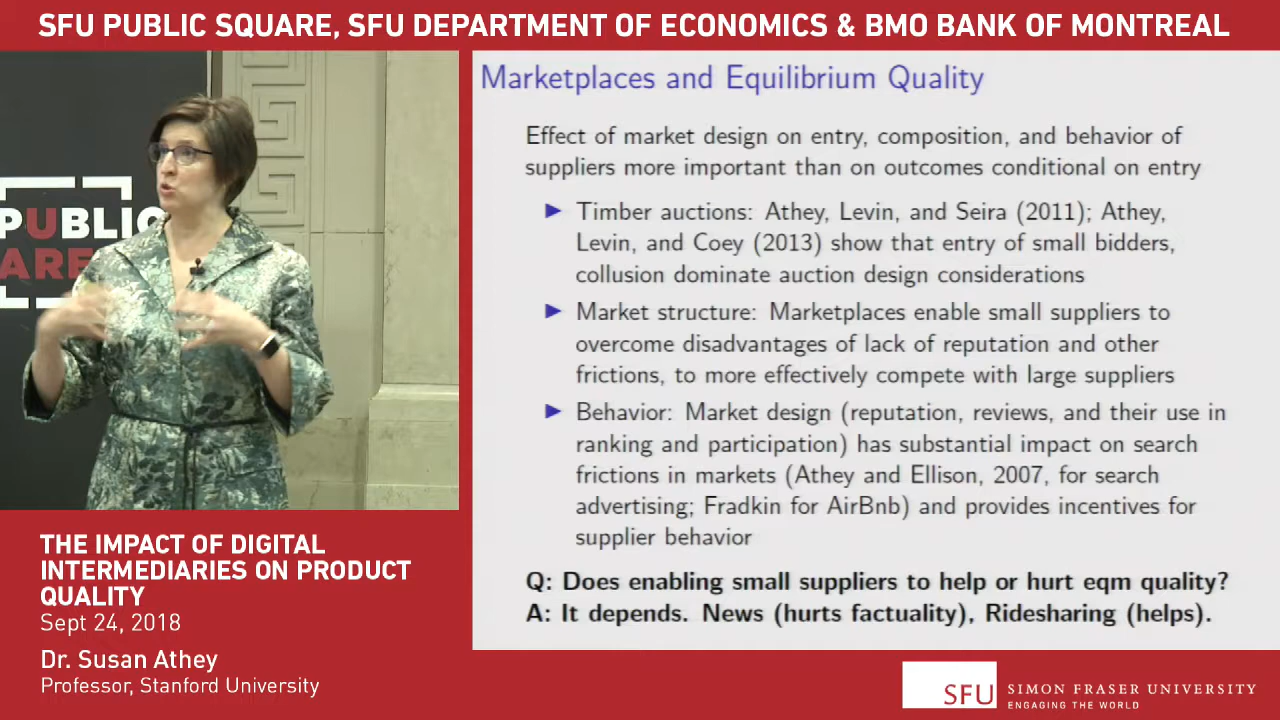 SFU PUBLIC SQUARE, SFU DEPARTMENT OF ECONOMICS & BMO BANK OF MONTREAL
PUBLIC
Marketplaces and Equilibrium Quality
Effect of market design on entry, composition, and behavior of
suppliers more important than on outcomes conditional on entry
Timber auctions: Athey, Levin, and Seira (2011); Athey,
Levin, and Coey (2013) show that entry of small bidders,
collusion dominate auction design considerations
Market structure: Marketplaces enable small suppliers to
overcome disadvantages of lack of reputation and other
frictions, to more effectively compete with large suppliers
Behavior: Market design (reputation, reviews, and their use in
ranking and participation) has substantial impact on search
frictions in markets (Athey and Ellison, 2007, for search
advertising; Fradkin for AirBnb) and provides incentives for
supplier behavior
Q: Does enabling small suppliers to help or hurt eqm quality?
A: It depends. News (hurts factuality), Ridesharing (helps).
THE IMPACT OF DIGITAL
INTERMEDIARIES ON PRODUCT
QUALITY
Sept 24, 2018
Dr. Susan Athey
Professor, Stanford University
SFU
SIMON FRASER UNIVERSITY
ENGAGING THE WORLD